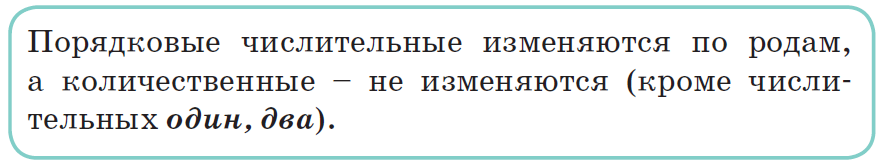 Порядковые числительные изменяются по родам,
а количественные – не изменяются (кроме числи-
тельных один, два).